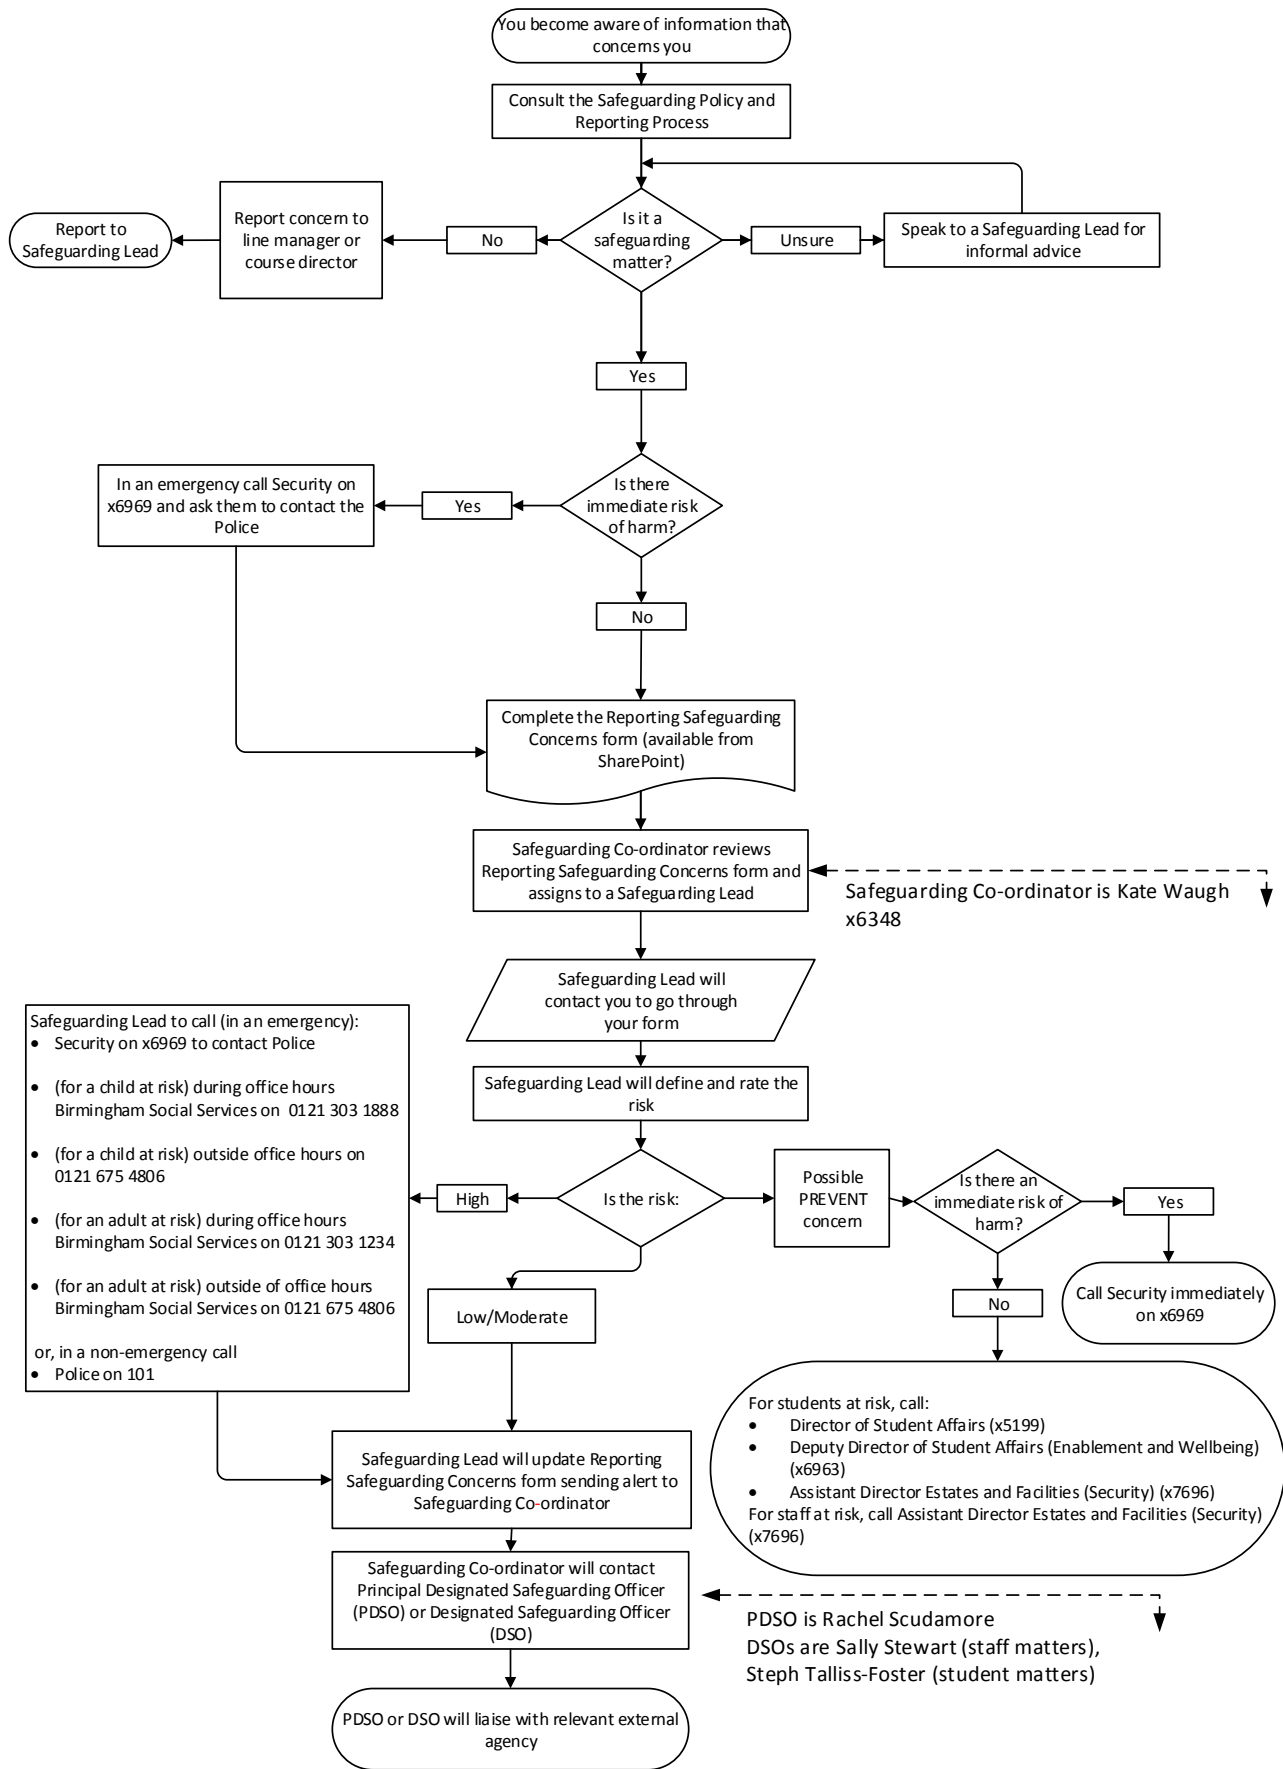 You become aware of information that
concerns you
Consult the Safeguarding Policy and
Reporting Process
Report to
Safeguarding Lead
Report concern to
line manager or
course director
No
Is it a
safeguarding
matter?
Unsure
Speak to a Safeguarding Lead for
informal advice
Yes
In an emergency call Security on
x6969 and ask them to contact the
Police
Yes
Is there
immediate risk
of harm?
No
Complete the Reporting Safeguarding
Concerns form (available from
SharePoint)
Safeguarding Co-ordinator reviews
Reporting Safeguarding Concerns form and
assigns to a Safeguarding Lead
Safeguarding Co-ordinator is Kate Waugh
x6348
Safeguarding Lead will
contact you to go through
your form
Safeguarding Lead will define and rate the
risk
Safeguarding Lead to call (in an emergency):
• Security on x6969 to contact Police
• (for a child at risk) during office hours
Birmingham Social Services on 0121 303 1888
• (for a child at risk) outside office hours on
0121 675 4806
• (for an adult at risk) during office hours
Birmingham Social Services on 0121 303 1234
• (for an adult at risk) outside of office hours
Birmingham Social Services on 0121 675 4806
or, in a non-emergency call
• Police on 101
High
Is the risk:
Possible
PREVENT
concern
Is there an
immediate risk of
harm?
Yes
Call Security immediately
on x6969
No
Low/Moderate
For students at risk, call:
• Director of Student Affairs (x5199)
• Deputy Director of Student Affairs (Enablement and Wellbeing)
(x6963)
• Assistant Director Estates and Facilities (Security) (x7696)
For staff at risk, call Assistant Director Estates and Facilities (Security)
(x7696)
Safeguarding Lead will update Reporting
Safeguarding Concerns form sending alert to
Safeguarding Co-ordinator
Safeguarding Co-ordinator will contact
Principal Designated Safeguarding Officer
(PDSO) or Designated Safeguarding Officer
(DSO)
PDSO is Rachel Scudamore
DSOs are Sally Stewart (staff matters),
Steph Talliss-Foster (student matters)
PDSO or DSO will liaise with relevant external
agency